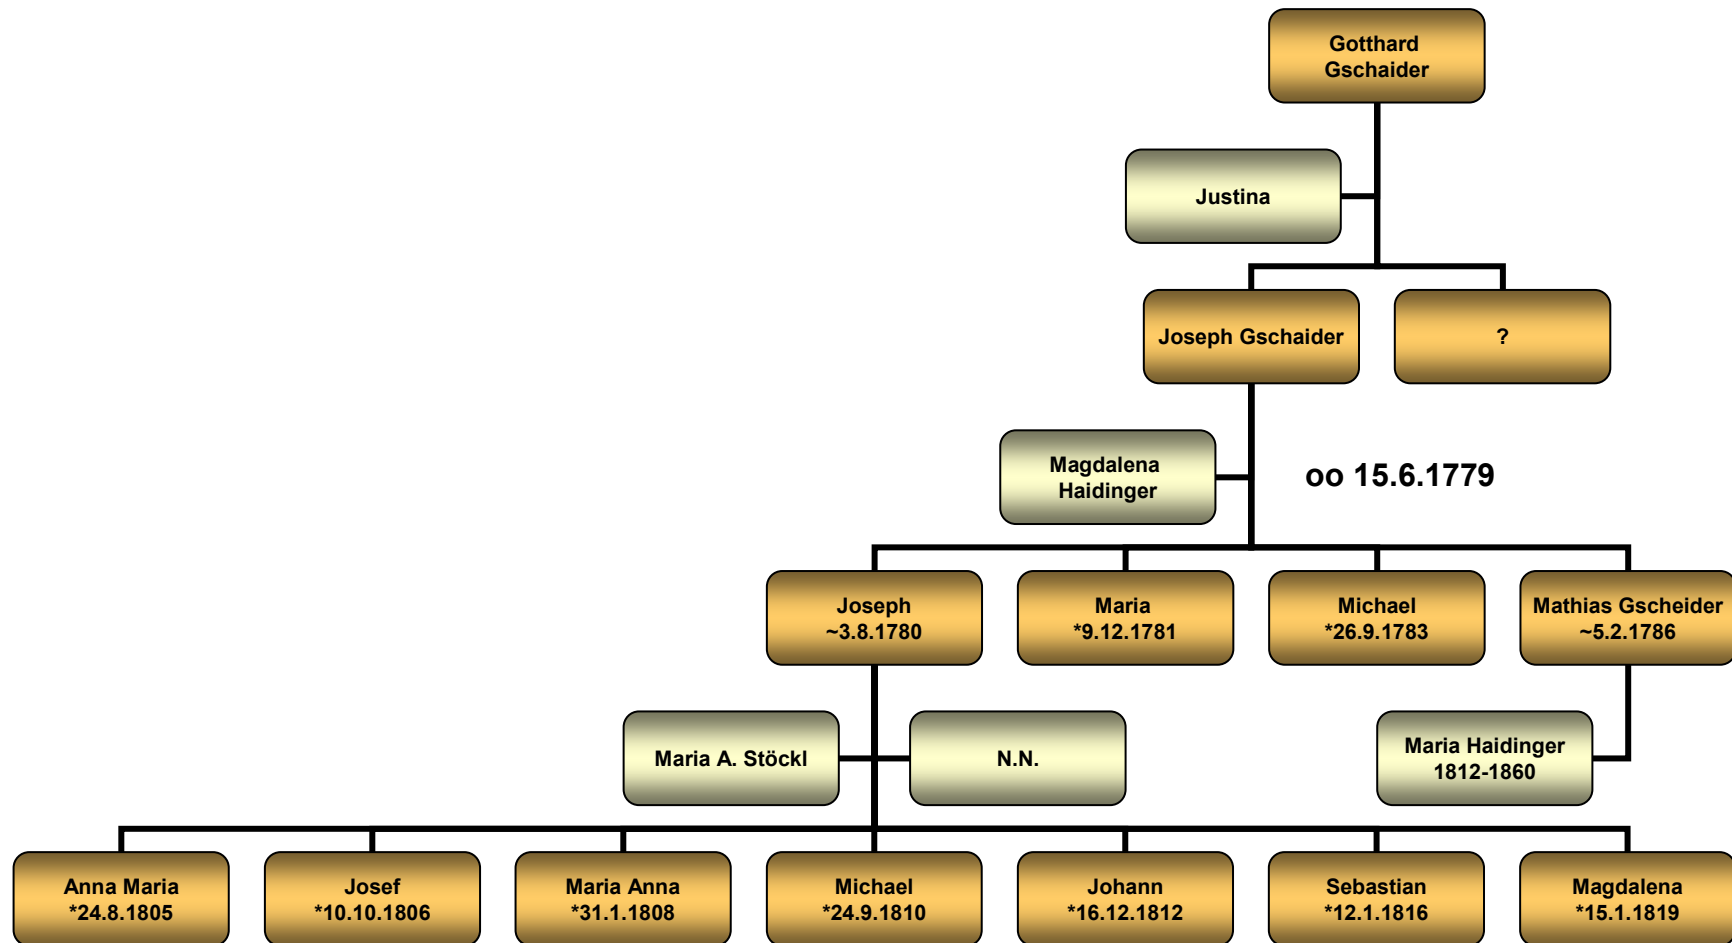 Gotthard
Gschaider
Justina
Joseph Gschaider
?
Magdalena
Haidinger
oo 15.6.1779
Joseph
~3.8.1780
Maria
*9.12.1781
Michael
*26.9.1783
Mathias Gscheider
~5.2.1786
Maria A. Stöckl
N.N.
Maria Haidinger
1812-1860
Anna Maria
*24.8.1805
Josef
*10.10.1806
Maria Anna
*31.1.1808
Michael
*24.9.1810
Johann
*16.12.1812
Sebastian
*12.1.1816
Magdalena
*15.1.1819